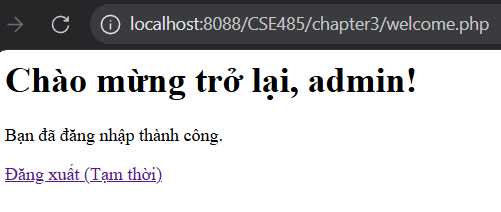 localhost:8088/CSE485/chapter3/welcome.php
Chào mừng trở lại, admin!
Bạn đã đăng nhập thành công.
Đăng xuất (Tạm thời)